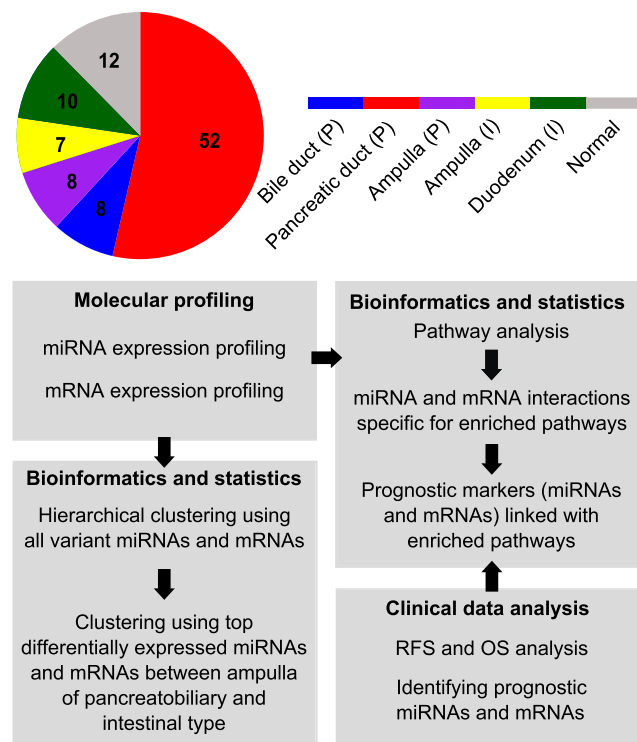 12
10
7
8
8
52
Bile duct (P)
Pancreatic duct (P)
Ampulla (P)
Ampulla (I)
Duodenum (I)
Normal
Molecular profiling
miRNA expression profiling
mRNA expression profiling
Bioinformatics and statistics
Hierarchical clustering using
all variant miRNAs and mRNAs
Clustering using top
differentially expressed miRNAs
and mRNAs between ampulla
of pancreatobiliary and
intestinal type
Bioinformatics and statistics
Pathway analysis
miRNA and mRNA interactions
specific for enriched pathways
Prognostic markers (miRNAs
and mRNAs) linked with
enriched pathways
Clinical data analysis
RFS and OS analysis
Identifying prognostic
miRNAs and mRNAs